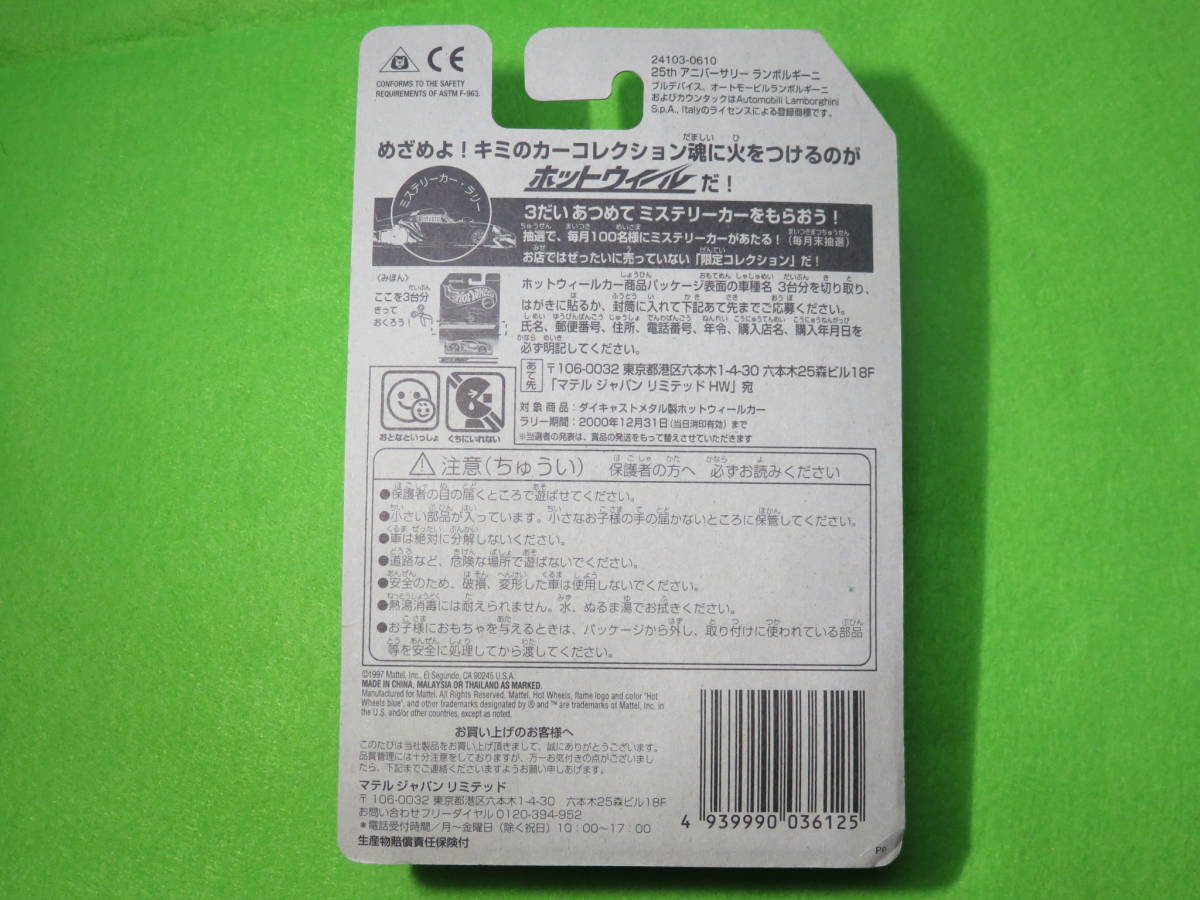 CE
CONFORMS TO THE SAFETY
REQUIREMENTS OF ASTM F-963.
24103-0610
25th アニバーサリー ランボルギーニ
ブルデバイス、オートモービルランボルギーニ
およびカウンタックはAutomobili Lamborghini
S.p.A., Italyのライセンスによる登録商標です。
めざめよ!キミのカーコレクション魂に火をつけるのが
ホットウィールだ!
ミステリーカー・ラリー
3だい あつめて ミステリーカーをもらおう!
抽選で、毎月100名様にミステリーカーがあたる!(毎月末抽選)
お店ではぜったいに売っていない「限定コレクション」だ!
〈みほん〉
ここを3台分
きって
おくろう!
HOT WHEELS
ホットウィールカー商品パッケージ表面の車種名 3台分を切り取り、
はがきに貼るか、封筒に入れて下記あて先までご応募ください。
氏名、郵便番号、住所、電話番号、年令、購入店名、購入年月日を
必ず明記してください。
あて先
〒106-0032 東京都港区六本木1-4-30 六本木25森ビル18F
「マテル ジャパン リミテッド HW」宛
対象商品:ダイキャストメタル製ホットウィールカー
ラリー期間:2000年12月31日(当日消印有効)まで
※当選者の発表は、賞品の発送をもって替えさせていただきます
おとなといっしょ
くちにいれない
注意(ちゅうい) 保護者の方へ 必ずお読みください
●保護者の目の届くところで遊ばせてください。
●小さい部品が入っています。小さなお子様の手の届かないところに保管してください。
●車は絶対に分解しないください。
●道路など、危険な場所で遊ばないでください。
●安全のため、破損、変形した車は使用しないでください。
●熱湯消毒には耐えられません。水、ぬるま湯でお拭きください。
●お子様におもちゃを与えるときは、パッケージから外し、取り付けに使われている部品
等を安全に処理してから渡してください。
©1997 Mattel, Inc., El Segundo, CA 90245 U.S.A.
MADE IN CHINA, MALAYSIA OR THAILAND AS MARKED.
Manufactured for Mattel. All Rights Reserved. Mattel, Hot Wheels, flame logo and color "Hot
Wheels blue", and other trademarks designated by ® and ™ are trademarks of Mattel, Inc. in
the U.S. and/or other countries, except as noted.
お買い上げのお客様へ
このたびは当社製品をお買い上げ頂きまして、誠にありがとうございます。
品質管理には十分注意をしておりますが、万一お気付きの点がございまし
たら、下記までご連絡くださいますようお願い申しあげます。
マテル ジャパン リミテッド
〒106-0032 東京都港区六本木1-4-30 六本木25森ビル18F
お問い合わせフリーダイヤル 0120-394-952
*電話受付時間/月~金曜日(除く祝日)10:00~17:00
生産物賠償責任保険付
4 939990 036125